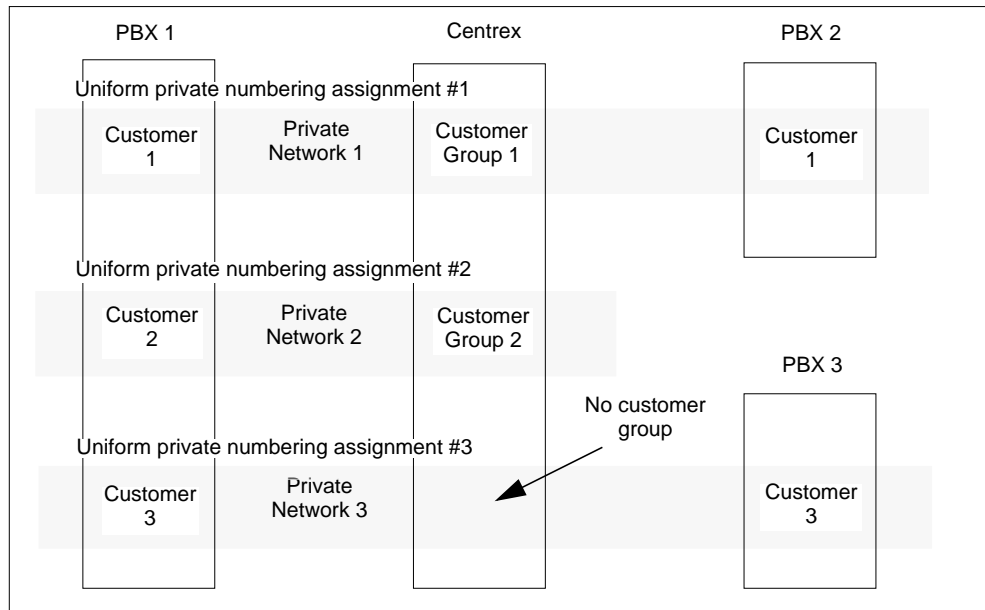 PBX 1
Centrex
PBX 2
Uniform private numbering assignment #1
Customer
1
Private
Network 1
Customer
Group 1
Customer
1
Uniform private numbering assignment #2
Customer
2
Private
Network 2
Customer
Group 2
PBX 3
No customer
group
Uniform private numbering assignment #3
Customer
3
Private
Network 3
Customer
3